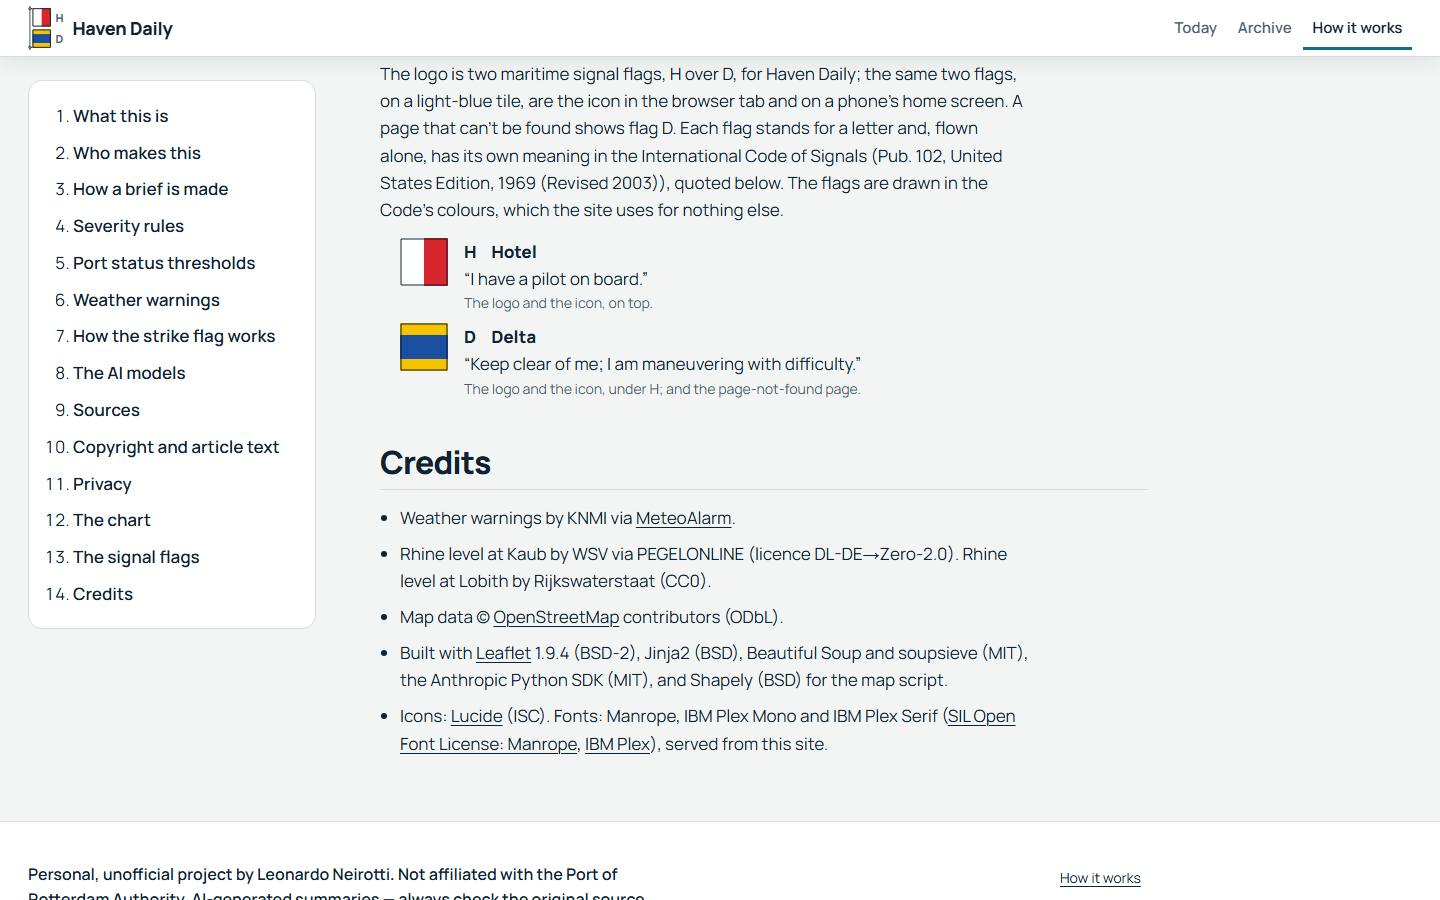 H
D
Haven Daily
Today
Archive
How it works
1. What this is
2. Who makes this
3. How a brief is made
4. Severity rules
5. Port status thresholds
6. Weather warnings
7. How the strike flag works
8. The AI models
9. Sources
10. Copyright and article text
11. Privacy
12. The chart
13. The signal flags
14. Credits
The logo is two maritime signal flags, H over D, for Haven Daily; the same two flags,
on a light-blue tile, are the icon in the browser tab and on a phone’s home screen. A
page that can’t be found shows flag D. Each flag stands for a letter and, flown
alone, has its own meaning in the International Code of Signals (Pub. 102, United
States Edition, 1969 (Revised 2003)), quoted below. The flags are drawn in the
Code’s colours, which the site uses for nothing else.
H Hotel
“I have a pilot on board.”
The logo and the icon, on top.
D Delta
“Keep clear of me; I am maneuvering with difficulty.”
The logo and the icon, under H; and the page-not-found page.
Credits
Weather warnings by KNMI via MeteoAlarm.
Rhine level at Kaub by WSV via PEGELONLINE (licence DL-DE→Zero-2.0). Rhine
level at Lobith by Rijkswaterstaat (CC0).
Map data © OpenStreetMap contributors (ODbL).
Built with Leaflet 1.9.4 (BSD-2), Jinja2 (BSD), Beautiful Soup and soupsieve (MIT),
the Anthropic Python SDK (MIT), and Shapely (BSD) for the map script.
Icons: Lucide (ISC). Fonts: Manrope, IBM Plex Mono and IBM Plex Serif (SIL Open
Font License: Manrope, IBM Plex), served from this site.
Personal, unofficial project by Leonardo Neirotti. Not affiliated with the Port of
Rotterdam Authority. AI-generated summaries — always check the original source.
How it works